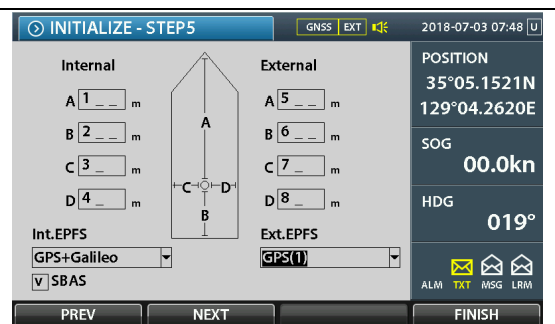 INITIALIZE - STEP5
GNSS EXT
2018-07-03 07:48 U
Internal
External
A 1 _ _ m
B 2 _ _ m
C 3 _ m
D 4 _ m
A
C D
B
A 5 _ _ m
B 6 _ _ m
C 7 _ m
D 8 _ m
Int.EPFS
GPS+Galileo
V SBAS
Ext.EPFS
GPS(1)
POSITION
35°05.1521N
129°04.2620E
SOG
00.0kn
HDG
019°
ALM TXT MSG LRM
PREV
NEXT
FINISH